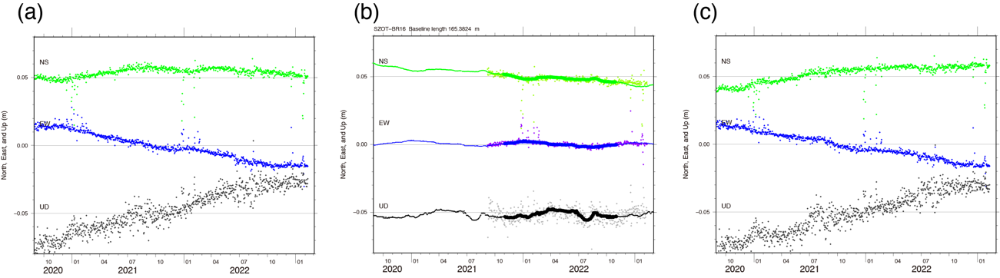 (a)
North, East, and Up (m)
NS
0.05
EW
0.00
−0.05
UD
10 01 04 07 10 01 04 07 10 01
2020 2021 2022
(b)
SZOT−BR16 Baseline length 165.3824 m
North, East, and Up (m)
NS
0.05
EW
0.00
−0.05
UD
10 01 04 07 10 01 04 07 10 01
2020 2021 2022
(c)
North, East, and Up (m)
NS
0.05
EW
0.00
−0.05
UD
10 01 04 07 10 01 04 07 10 01
2020 2021 2022